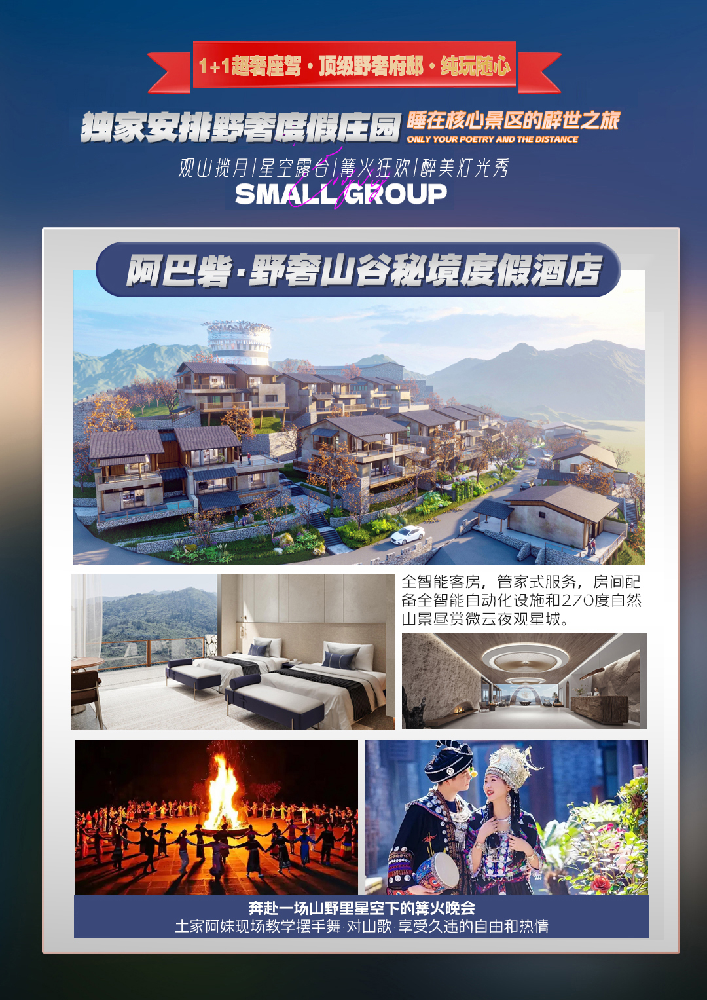 1+1超奢座驾·顶级野奢府邸·纯玩随心
独家安排野奢度假庄园
睡在核心景区的辟世之旅
ONLY YOUR POETRY AND THE DISTANCE
观山揽月|星空露台|篝火狂欢|醉美灯光秀
Enjoying
SMALL GROUP
阿巴砦·野奢山谷秘境度假酒店
全智能客房，管家式服务，房间配
备全智能自动化设施和270度自然
山景昼赏微云夜观星城。
奔赴一场山野里星空下的篝火晚会
土家阿妹现场教学摆手舞·对山歌·享受久违的自由和热情